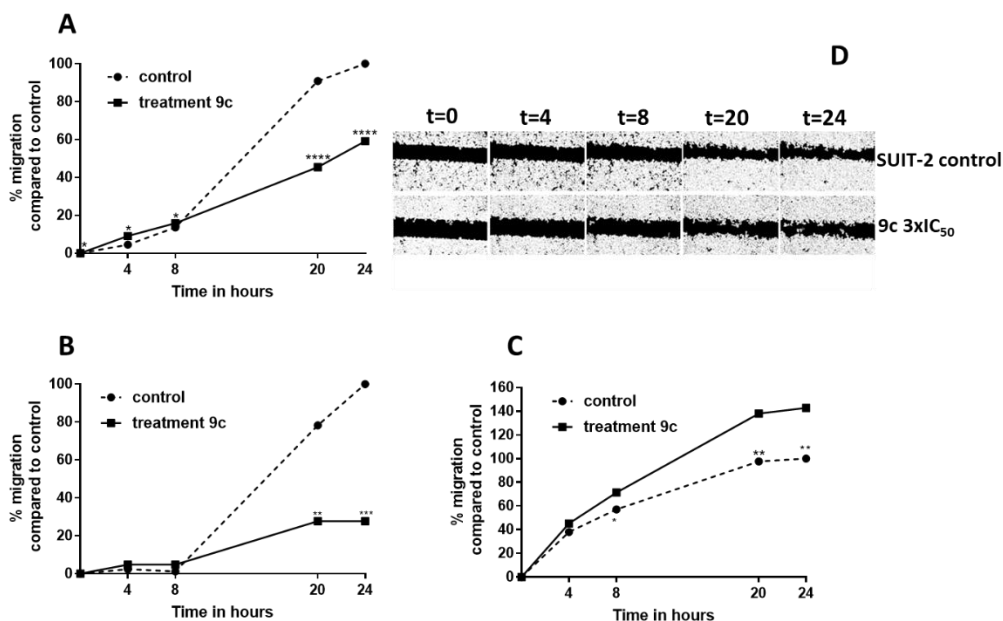 A
% migration
compared to control
100
80
60
40
20
0
control
treatment 9c
*
*
*
****
****
4
8
20
24
Time in hours
D
t=0
t=4
t=8
t=20
t=24
SUIT-2 control
9c 3xIC₅₀
B
% migration
compared to control
100
80
60
40
20
0
control
treatment 9c
**
***
4
8
20
24
Time in hours
C
% migration
compared to control
160
140
120
100
80
60
40
20
0
control
treatment 9c
*
**
**
4
8
20
24
Time in hours